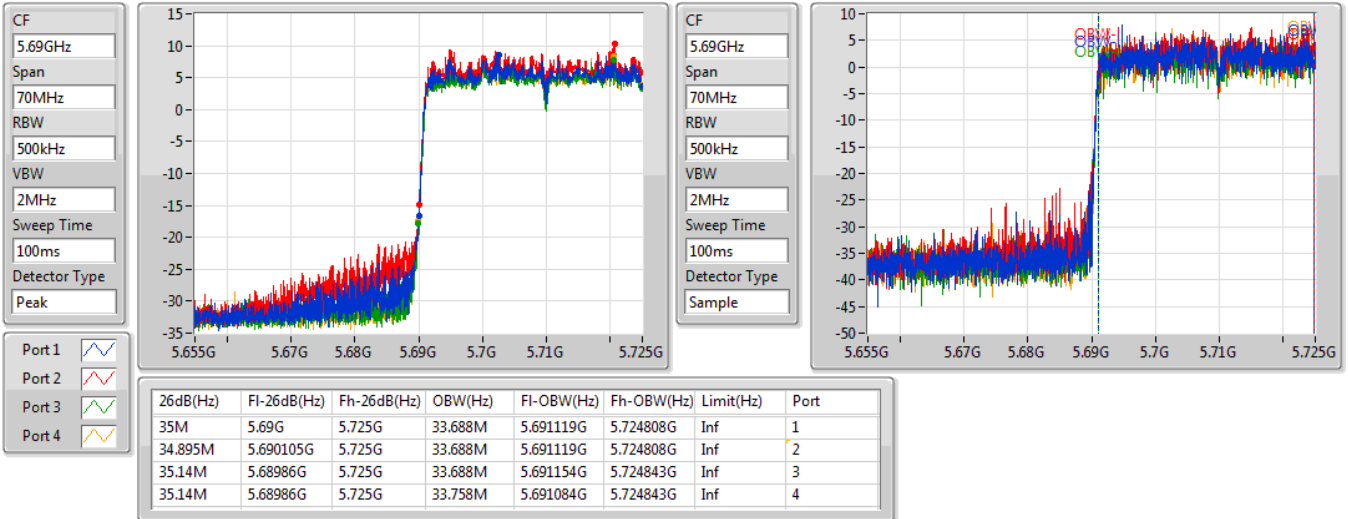 CF
5.69GHz
Span
70MHz
RBW
500kHz
VBW
2MHz
Sweep Time
100ms
Detector Type
Peak
15
10
5
0
-5
-10
-15
-20
-25
-30
-35
5.655G 5.67G 5.68G 5.69G 5.7G 5.71G 5.725G
CF
5.69GHz
Span
70MHz
RBW
500kHz
VBW
2MHz
Sweep Time
100ms
Detector Type
Sample
10
5
0
-5
-10
-15
-20
-25
-30
-35
-40
-45
-50
5.655G 5.67G 5.68G 5.69G 5.7G 5.71G 5.725G
Port 1
Port 2
Port 3
Port 4
26dB(Hz) Fl-26dB(Hz) Fh-26dB(Hz) OBW(Hz) Fl-OBW(Hz) Fh-OBW(Hz) Limit(Hz) Port
35M 5.69G 5.725G 33.688M 5.691119G 5.724808G Inf 1
34.895M 5.690105G 5.725G 33.688M 5.691119G 5.724808G Inf 2
35.14M 5.68986G 5.725G 33.688M 5.691154G 5.724843G Inf 3
35.14M 5.68986G 5.725G 33.758M 5.691084G 5.724843G Inf 4